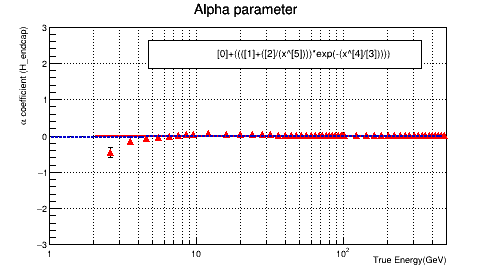 Alpha parameter
[0]+(([1]+([2]/(x^[5])))*exp(-(x^[4]/[3])))
α coefficient (H_endcap)
3
2
1
0
−1
−2
−3
1
10
10²
True Energy(GeV)